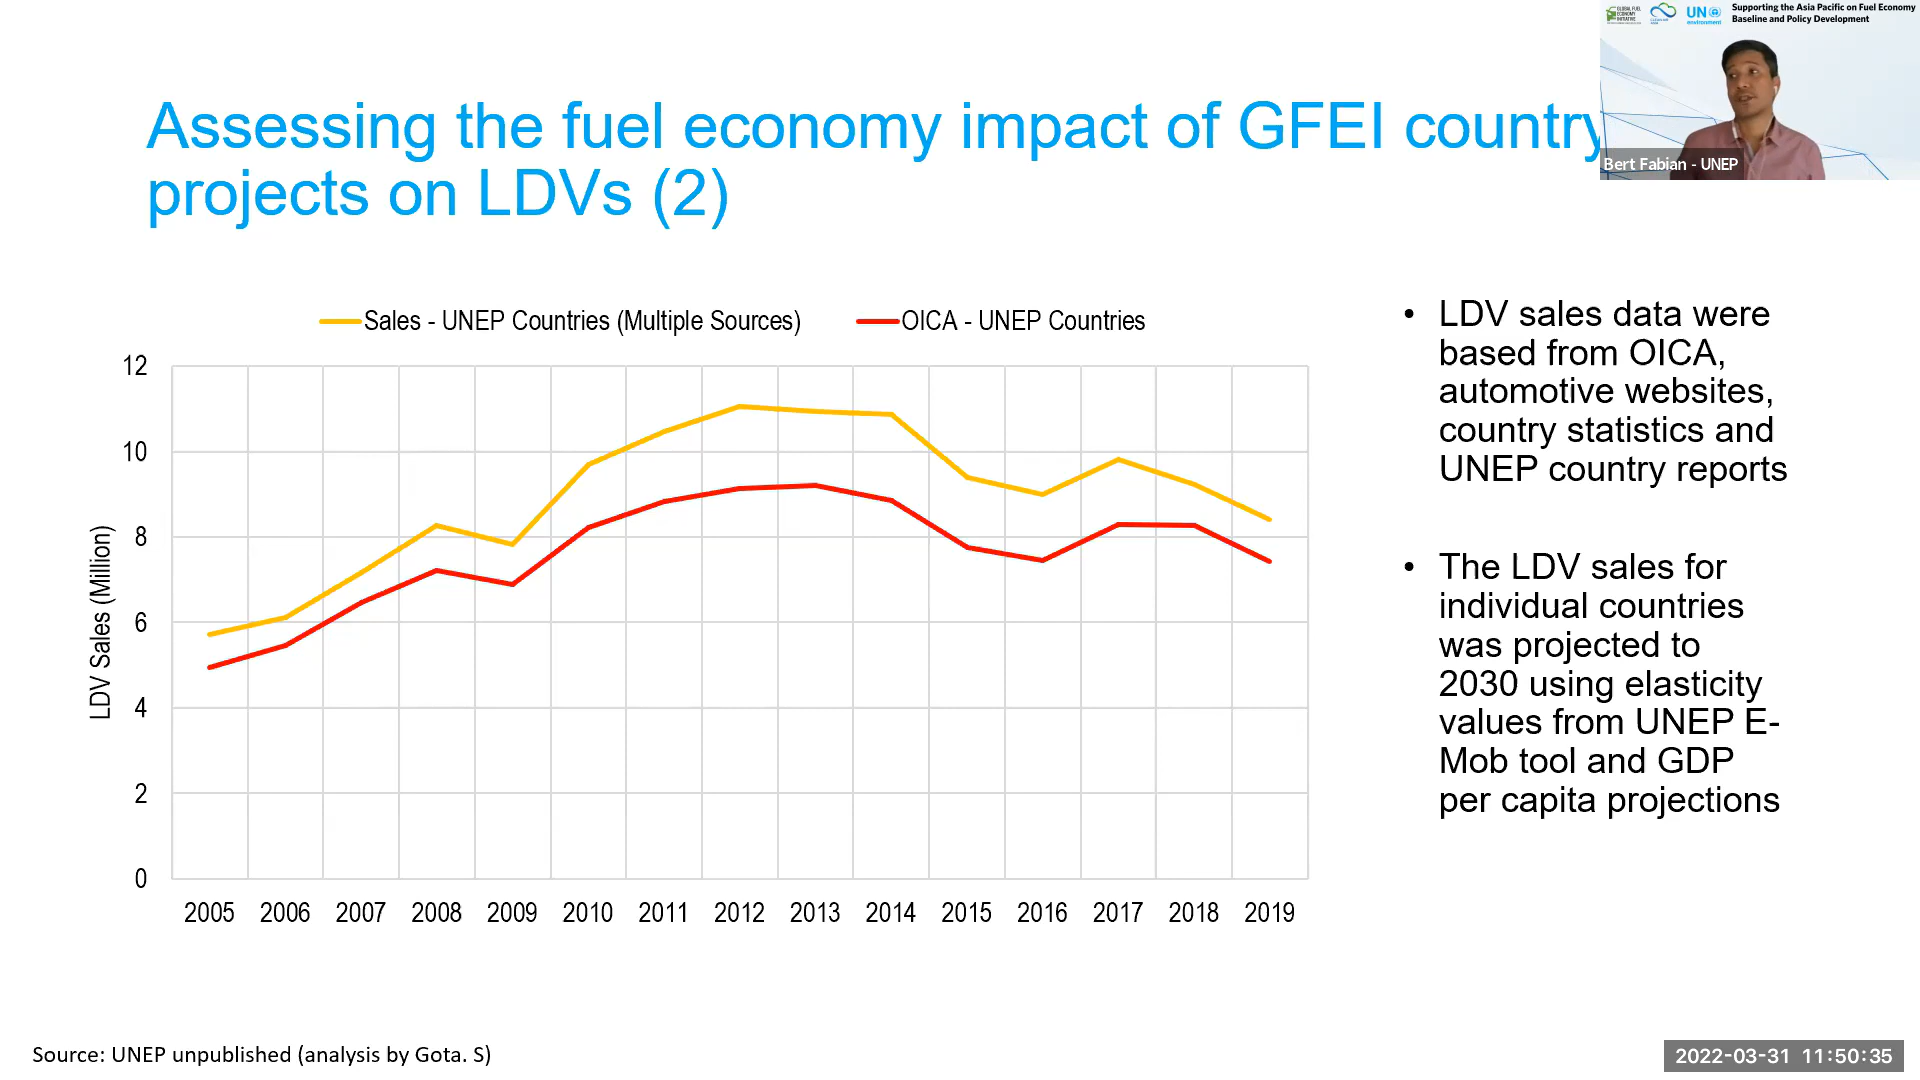 GLOBAL FUEL
ECONOMY
INITIATIVE
UN
environment
Supporting the Asia Pacific on Fuel Economy
Baseline and Policy Development
Bert Fabian - UNEP
Assessing the fuel economy impact of GFEI country
projects on LDVs (2)
Sales - UNEP Countries (Multiple Sources)
OICA - UNEP Countries
LDV Sales (Million)
12
10
8
6
4
2
0
2005 2006 2007 2008 2009 2010 2011 2012 2013 2014 2015 2016 2017 2018 2019
• LDV sales data were
based from OICA,
automotive websites,
country statistics and
UNEP country reports
• The LDV sales for
individual countries
was projected to
2030 using elasticity
values from UNEP E-
Mob tool and GDP
per capita projections
Source: UNEP unpublished (analysis by Gota. S)
2022-03-31 11:50:35